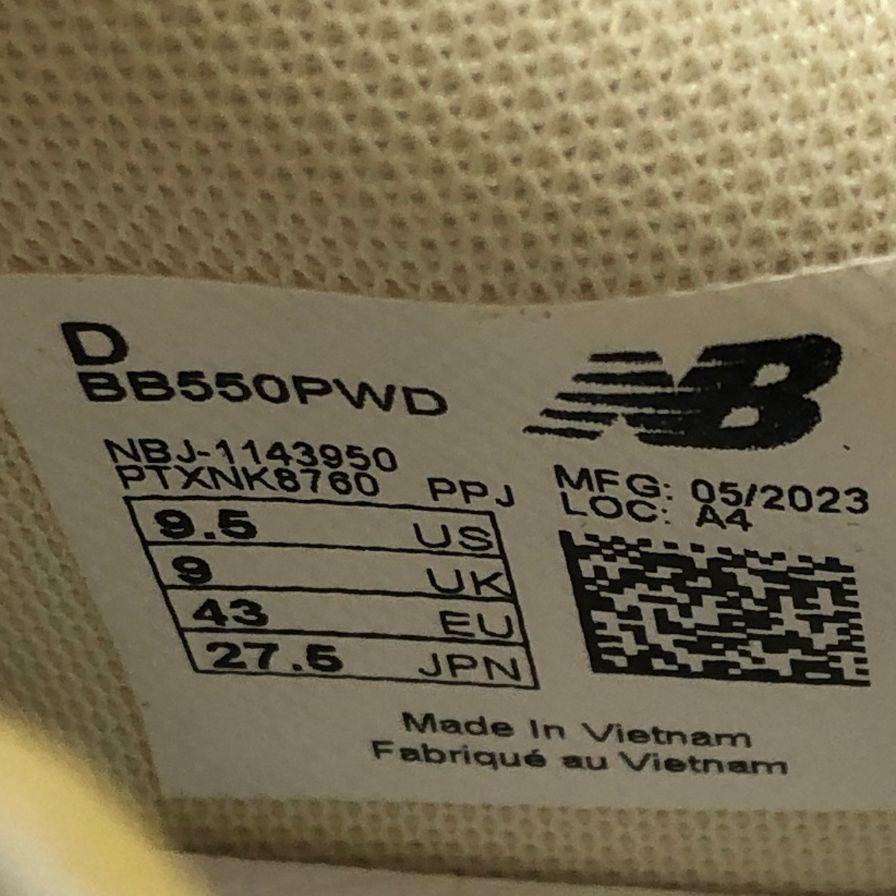 D
BB550PWD
NB
NBJ-1143950
PTXNK8760 PPJ
MFG: 05/2023
LOC: A4
9.5 US
9 UK
43 EU
27.5 JPN
Made In Vietnam
Fabriqué au Vietnam